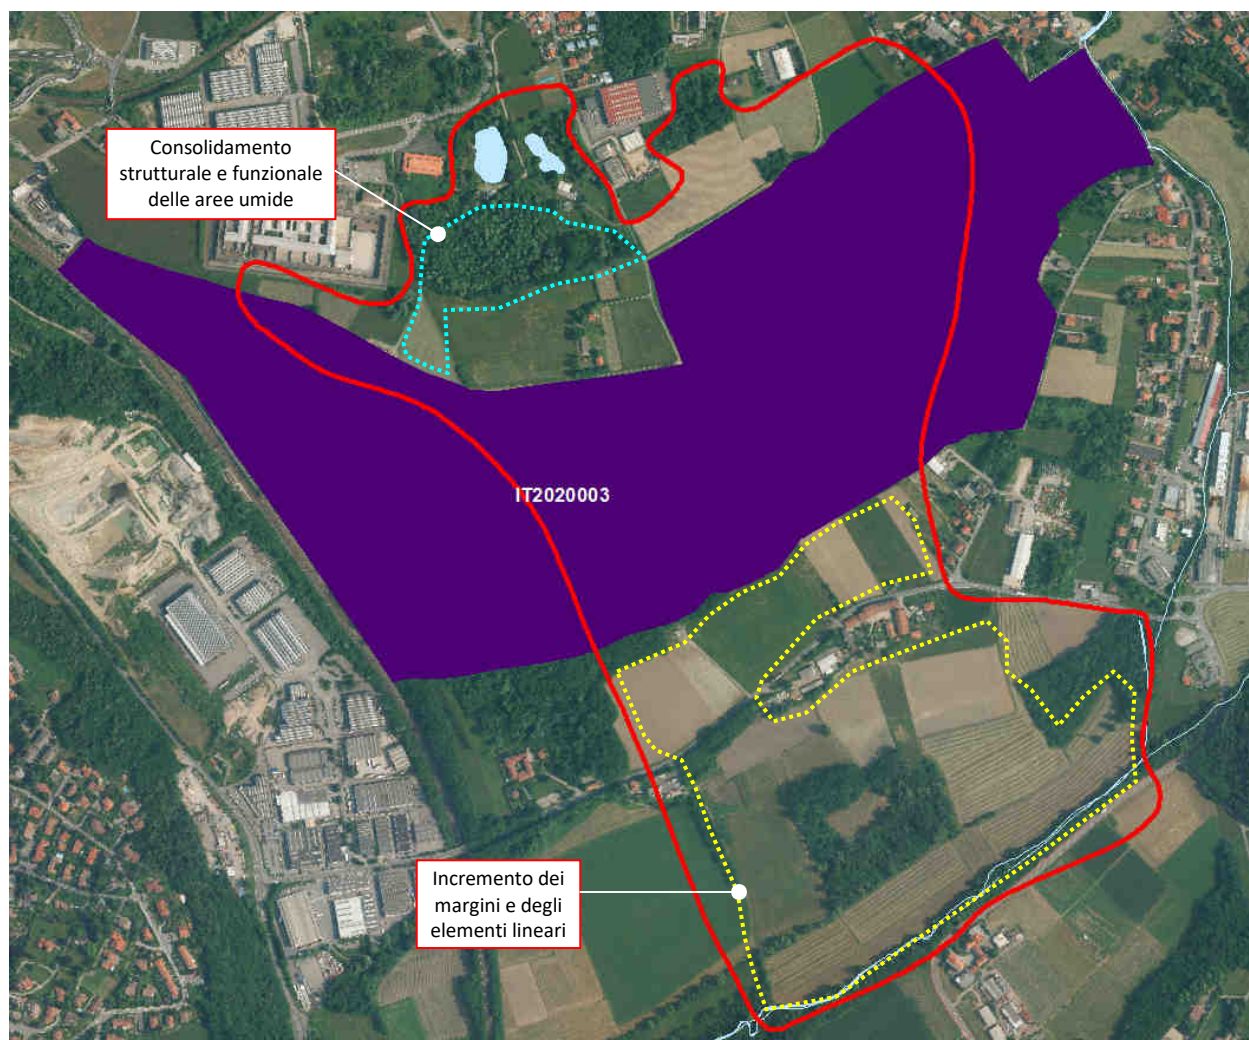 Consolidamento
strutturale e funzionale
delle aree umide
IT2020003
Incremento dei
margini e degli
elementi lineari